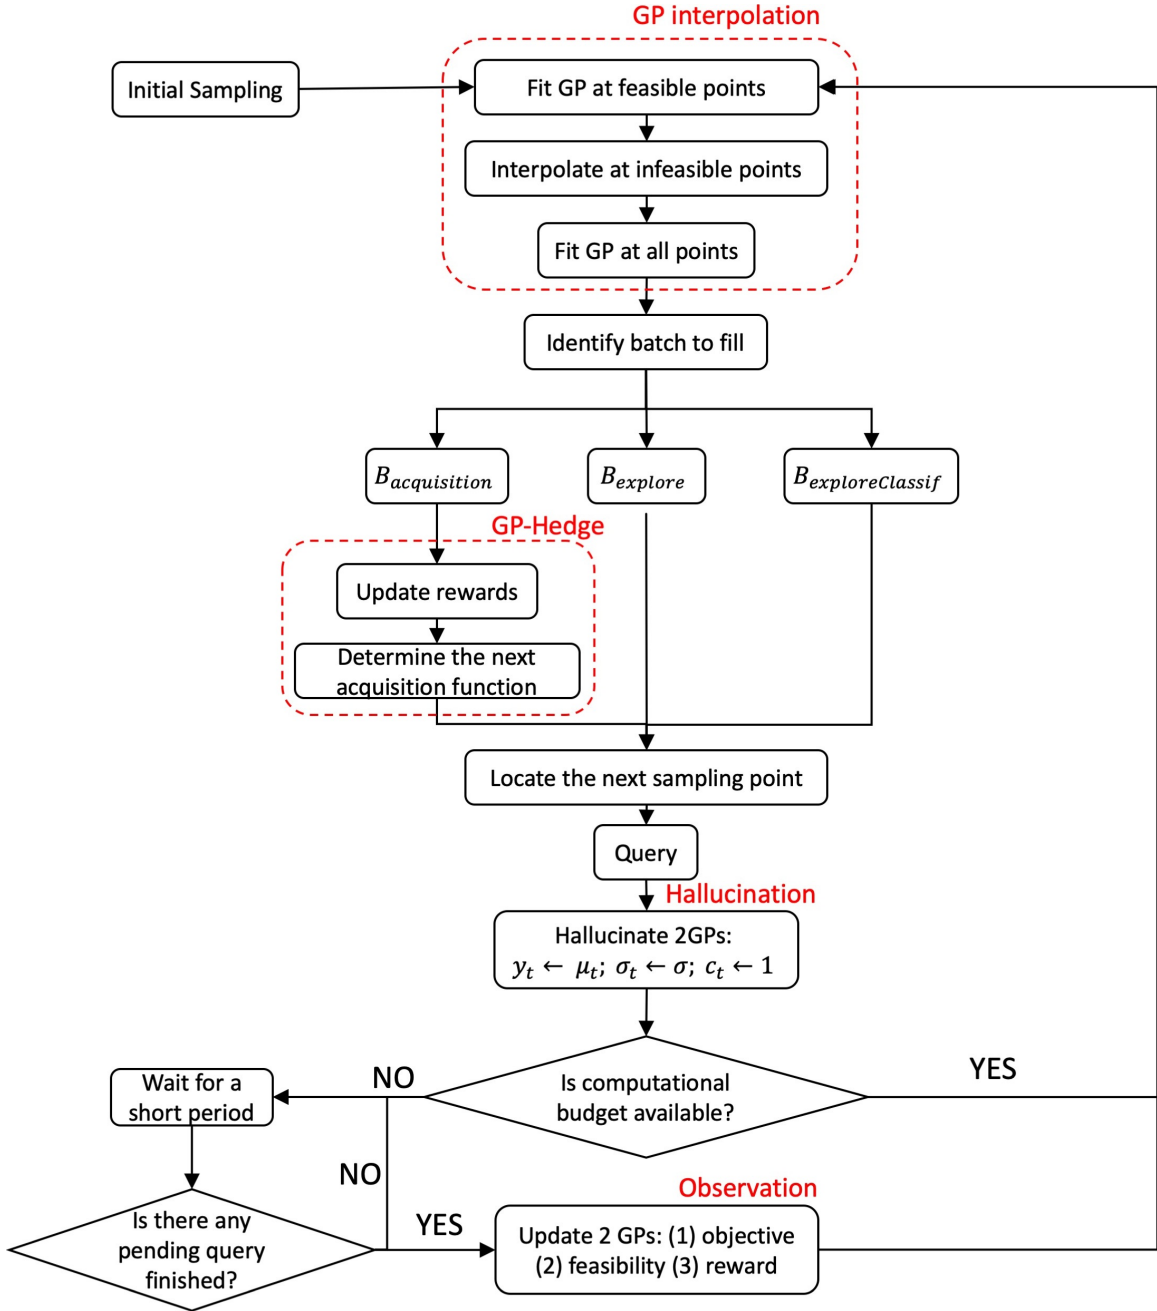 GP interpolation
Initial Sampling
Fit GP at feasible points
Interpolate at infeasible points
Fit GP at all points
Identify batch to fill
B_acquisition
B_explore
B_exploreClassif
GP-Hedge
Update rewards
Determine the next
acquisition function
Locate the next sampling point
Query
Hallucination
Hallucinate 2GPs:
y_t ← μ_t; σ_t ← σ; c_t ← 1
Is computational
budget available?
YES
NO
Wait for a
short period
NO
Is there any
pending query
finished?
YES
Observation
Update 2 GPs: (1) objective
(2) feasibility (3) reward